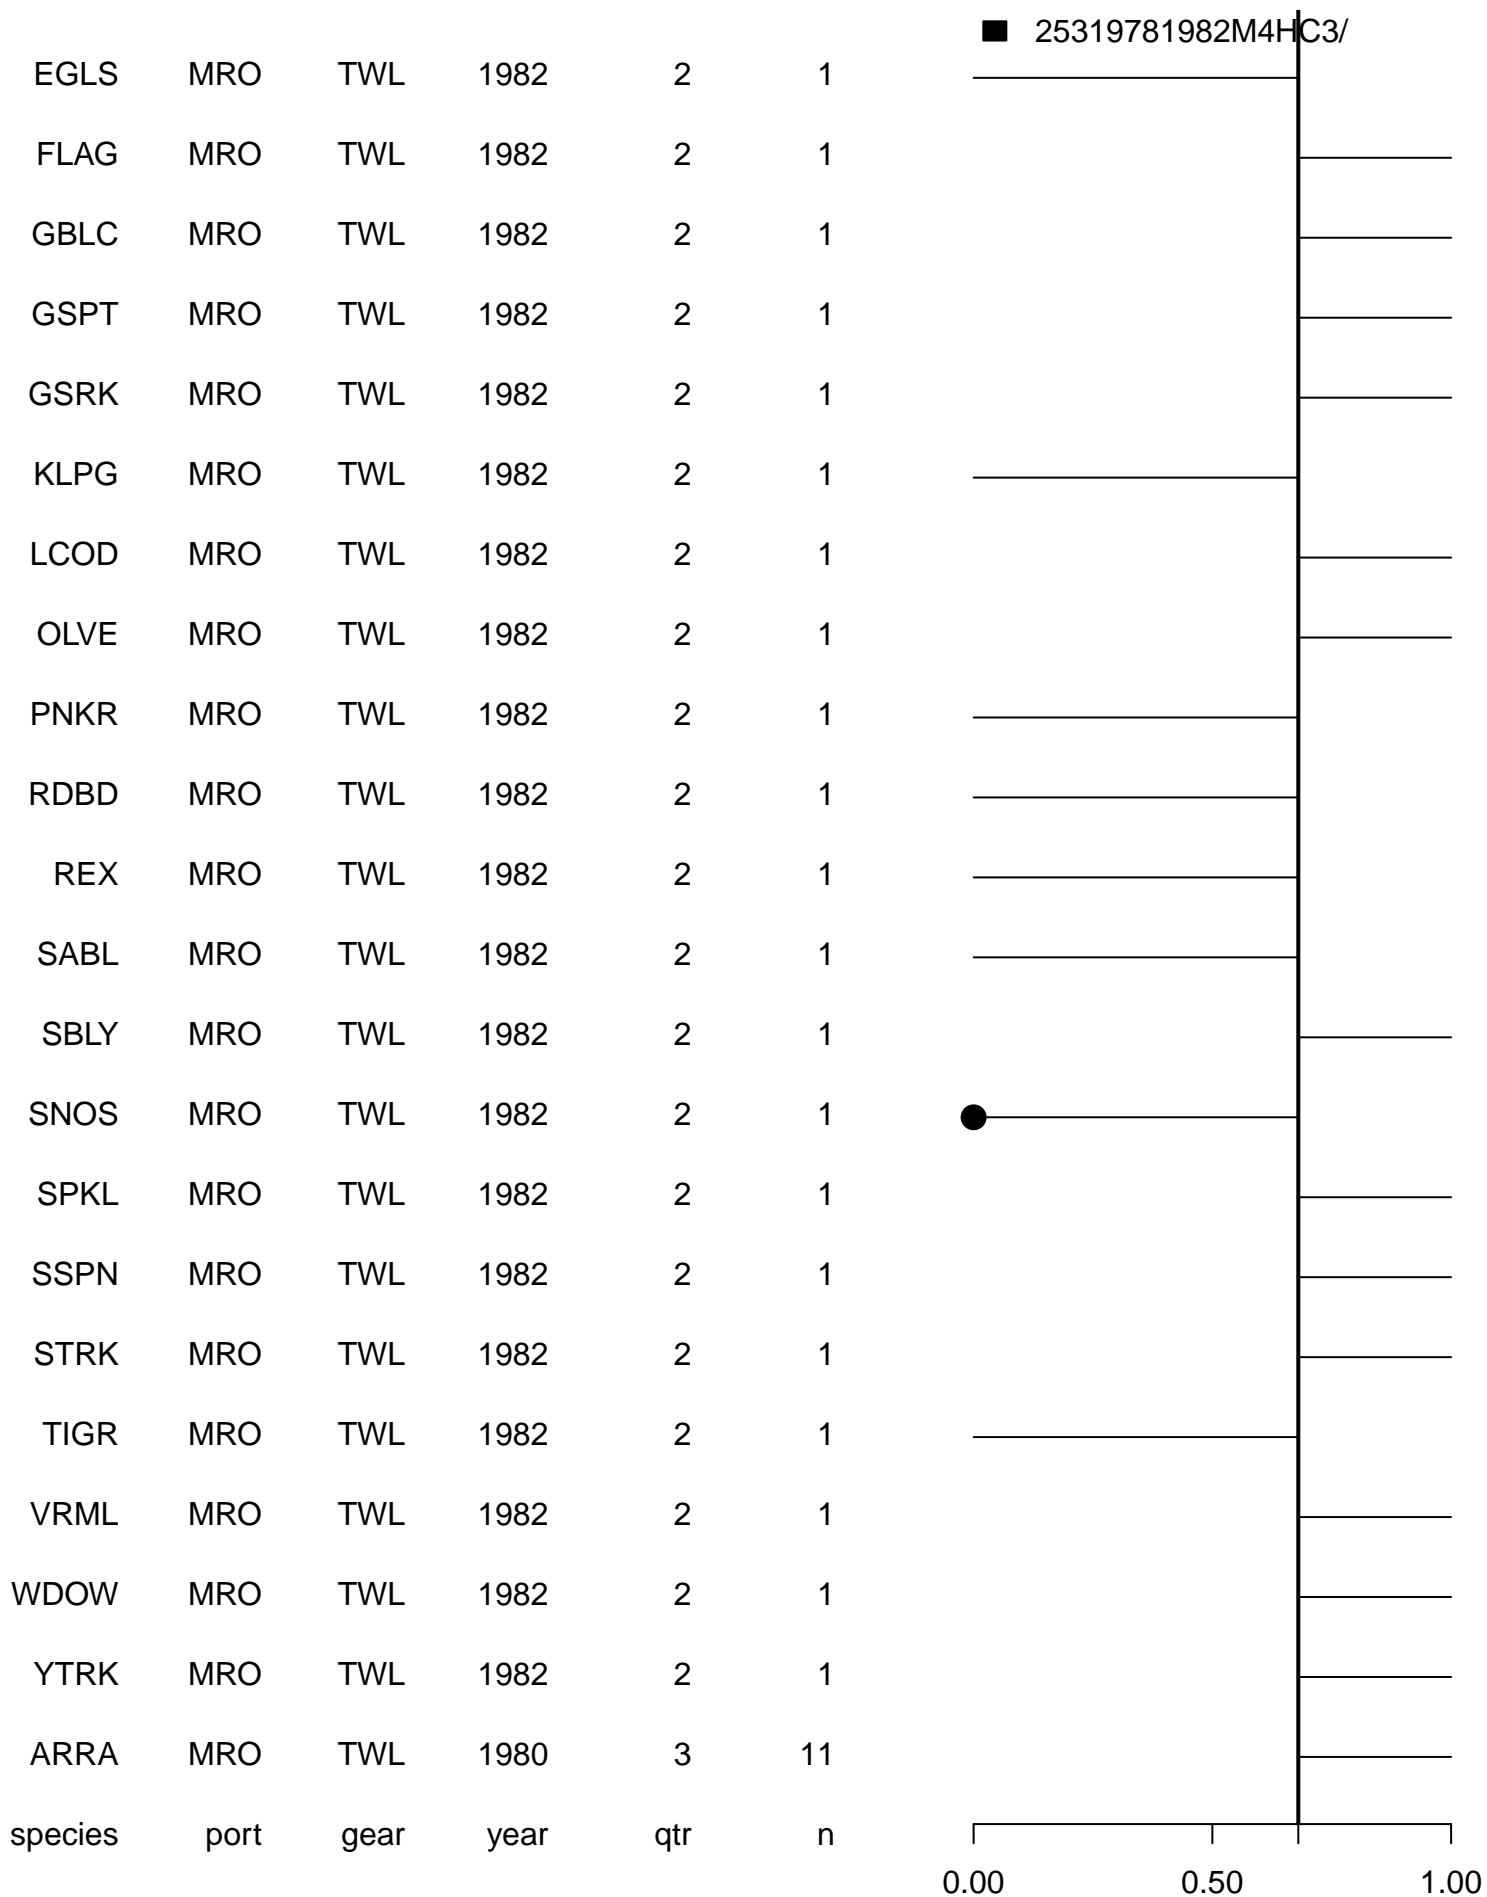 25319781982M4HC3/
EGLS MRO TWL 1982 2 1
FLAG MRO TWL 1982 2 1
GBLC MRO TWL 1982 2 1
GSPT MRO TWL 1982 2 1
GSRK MRO TWL 1982 2 1
KLPG MRO TWL 1982 2 1
LCOD MRO TWL 1982 2 1
OLVE MRO TWL 1982 2 1
PNKR MRO TWL 1982 2 1
RDBD MRO TWL 1982 2 1
REX MRO TWL 1982 2 1
SABL MRO TWL 1982 2 1
SBLY MRO TWL 1982 2 1
SNOS MRO TWL 1982 2 1
SPKL MRO TWL 1982 2 1
SSPN MRO TWL 1982 2 1
STRK MRO TWL 1982 2 1
TIGR MRO TWL 1982 2 1
VRML MRO TWL 1982 2 1
WDOW MRO TWL 1982 2 1
YTRK MRO TWL 1982 2 1
ARRA MRO TWL 1980 3 11
species port gear year qtr n
0.00 0.50 1.00